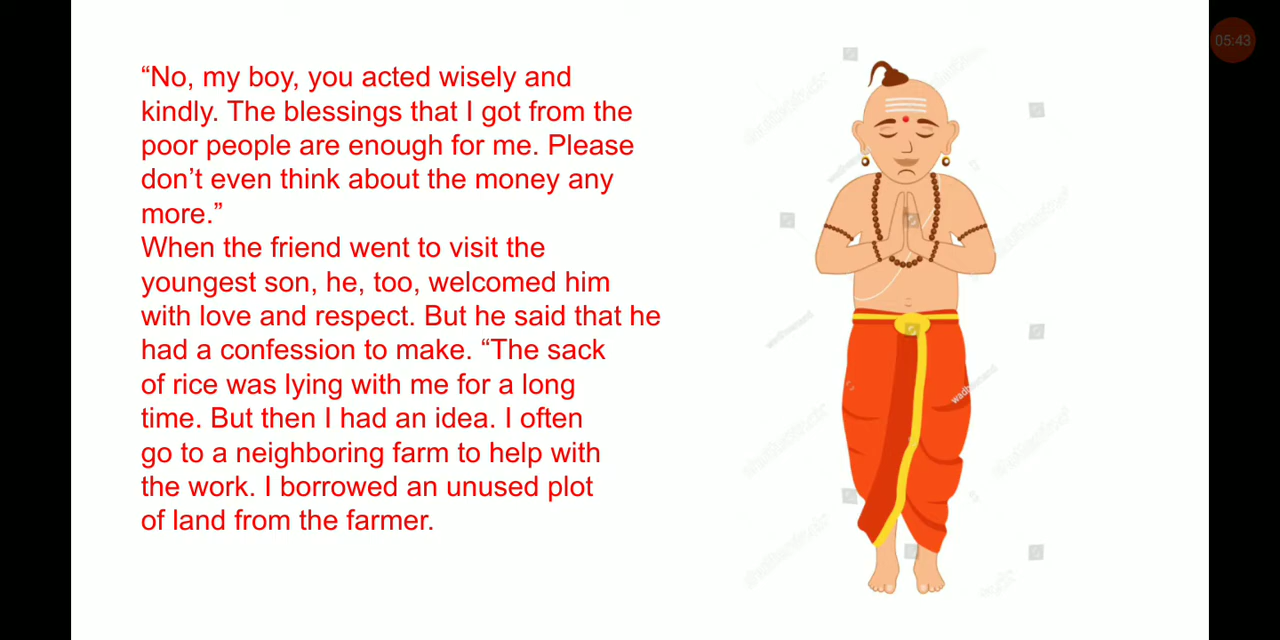 “No, my boy, you acted wisely and
kindly. The blessings that I got from the
poor people are enough for me. Please
don’t even think about the money any
more.”
When the friend went to visit the
youngest son, he, too, welcomed him
with love and respect. But he said that he
had a confession to make. “The sack
of rice was lying with me for a long
time. But then I had an idea. I often
go to a neighboring farm to help with
the work. I borrowed an unused plot
of land from the farmer.
05:43